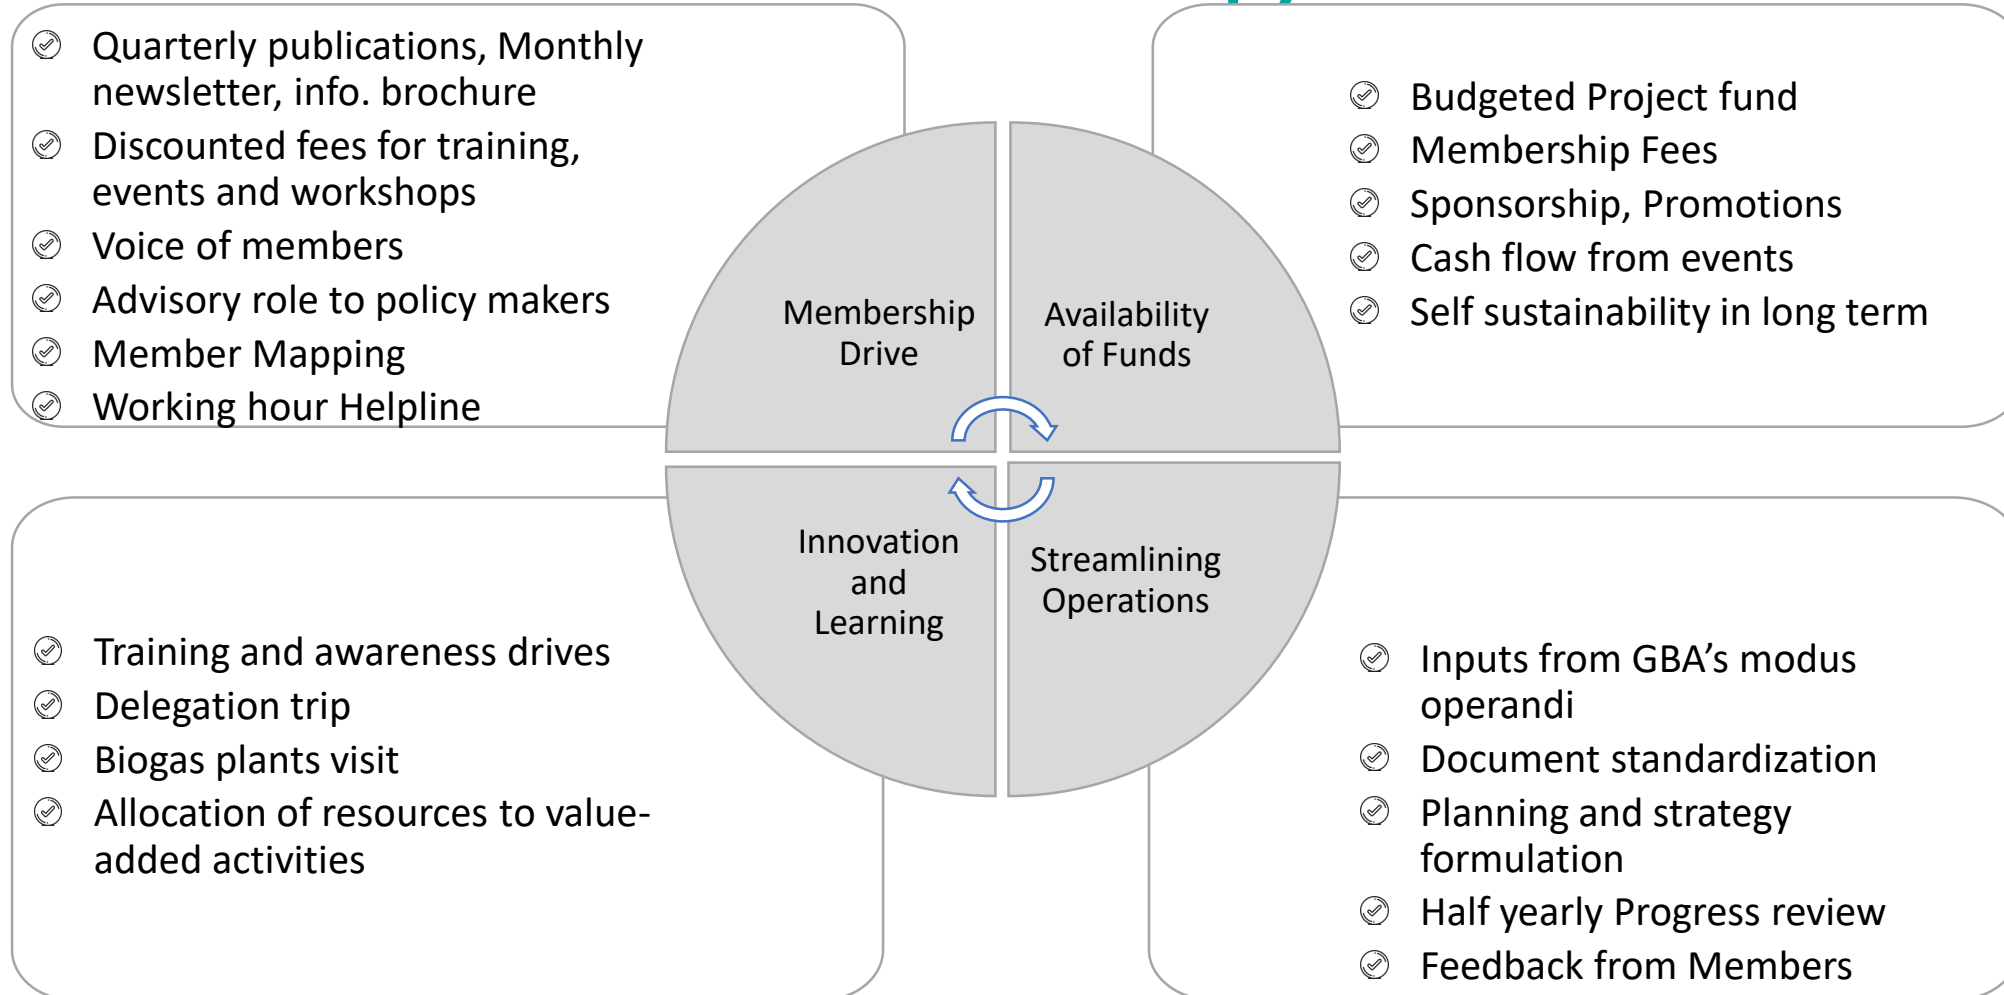 Quarterly publications, Monthly
newsletter, info. brochure
Discounted fees for training,
events and workshops
Voice of members
Advisory role to policy makers
Member Mapping
Working hour Helpline
Budgeted Project fund
Membership Fees
Sponsorship, Promotions
Cash flow from events
Self sustainability in long term
Membership
Drive
Availability
of Funds
Innovation
and
Learning
Streamlining
Operations
Training and awareness drives
Delegation trip
Biogas plants visit
Allocation of resources to value-
added activities
Inputs from GBA’s modus
operandi
Document standardization
Planning and strategy
formulation
Half yearly Progress review
Feedback from Members